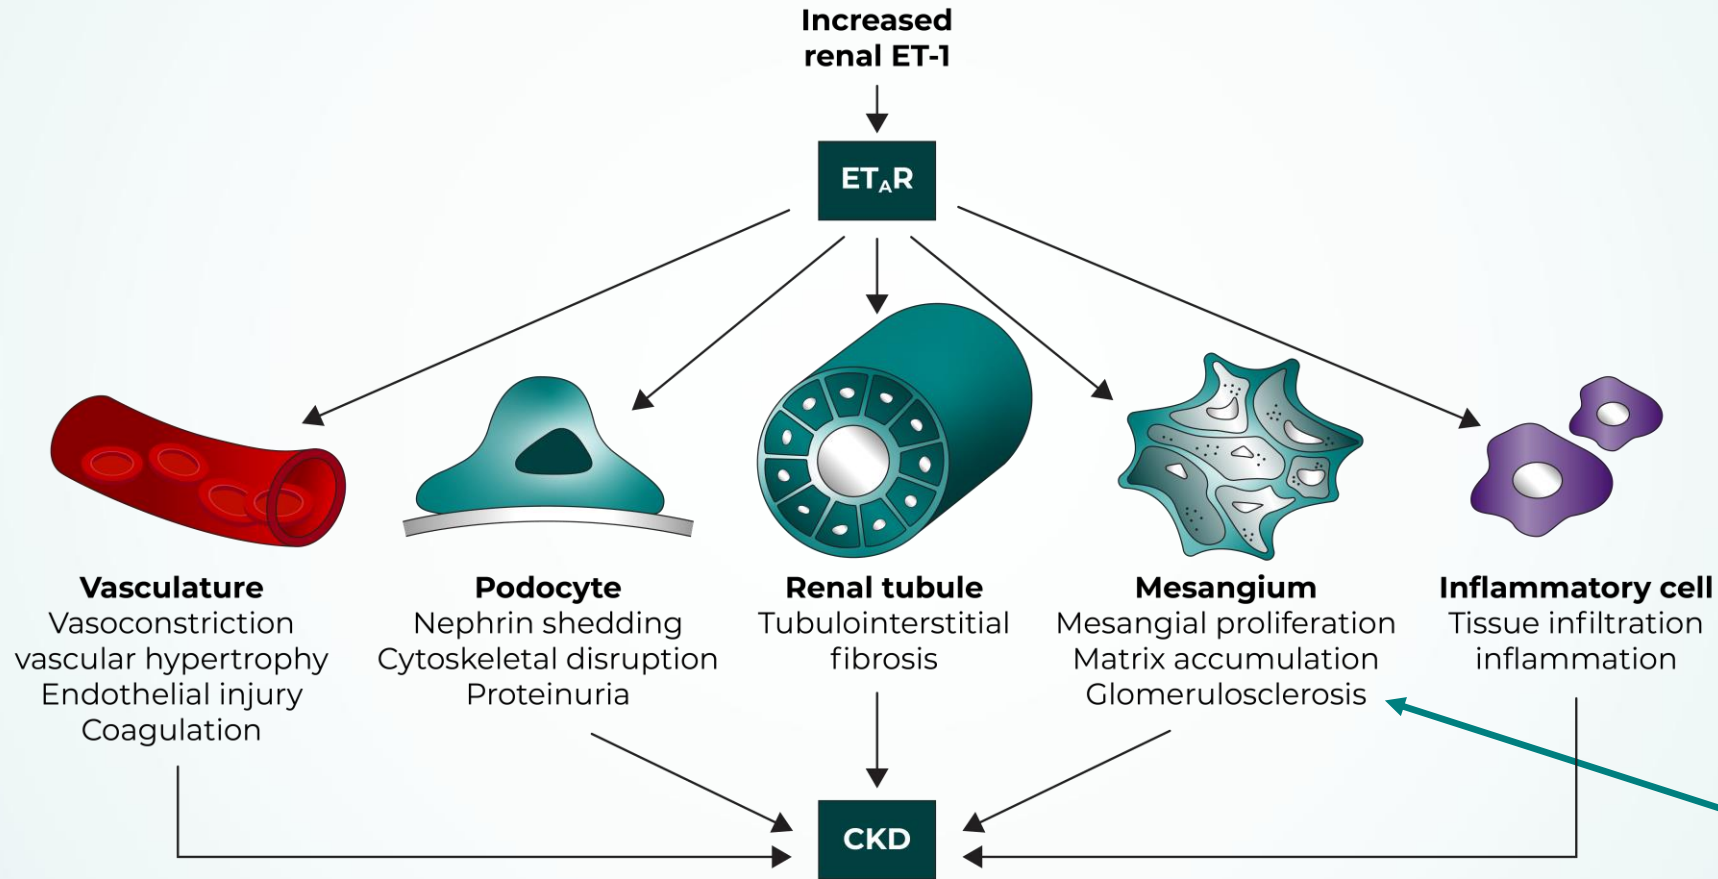 Increased
renal ET-1
ET_AR
Vasculature
Vasoconstriction
vascular hypertrophy
Endothelial injury
Coagulation
Podocyte
Nephrin shedding
Cytoskeletal disruption
Proteinuria
Renal tubule
Tubulointerstitial
fibrosis
Mesangium
Mesangial proliferation
Matrix accumulation
Glomerulosclerosis
Inflammatory cell
Tissue infiltration
inflammation
CKD